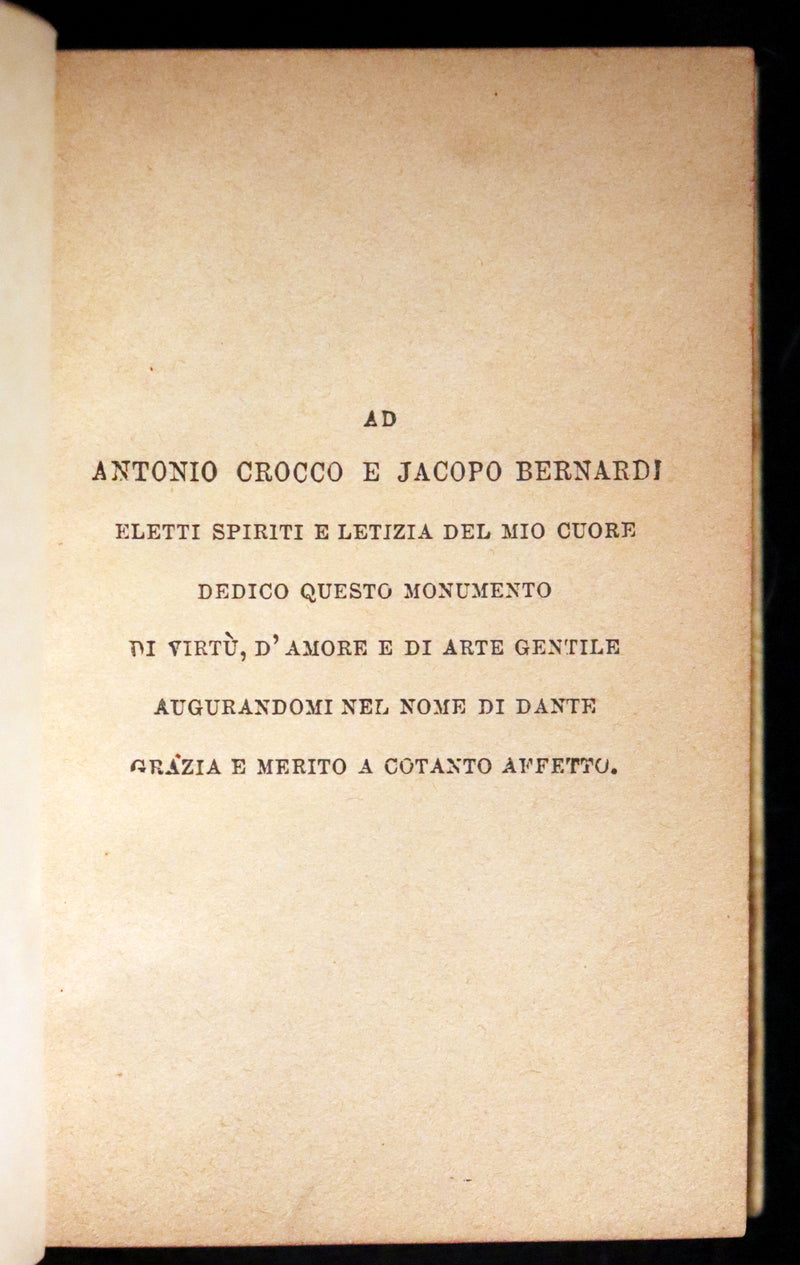 AD
ANTONIO CROCCO E JACOPO BERNARDI
ELETTI SPIRITI E LETIZIA DEL MIO CUORE
DEDICO QUESTO MONUMENTO
DI VIRTÙ, D' AMORE E DI ARTE GENTILE
AUGURANDOMI NEL NOME DI DANTE
GRAZIA E MERITO A COTANTO AFFETTO.